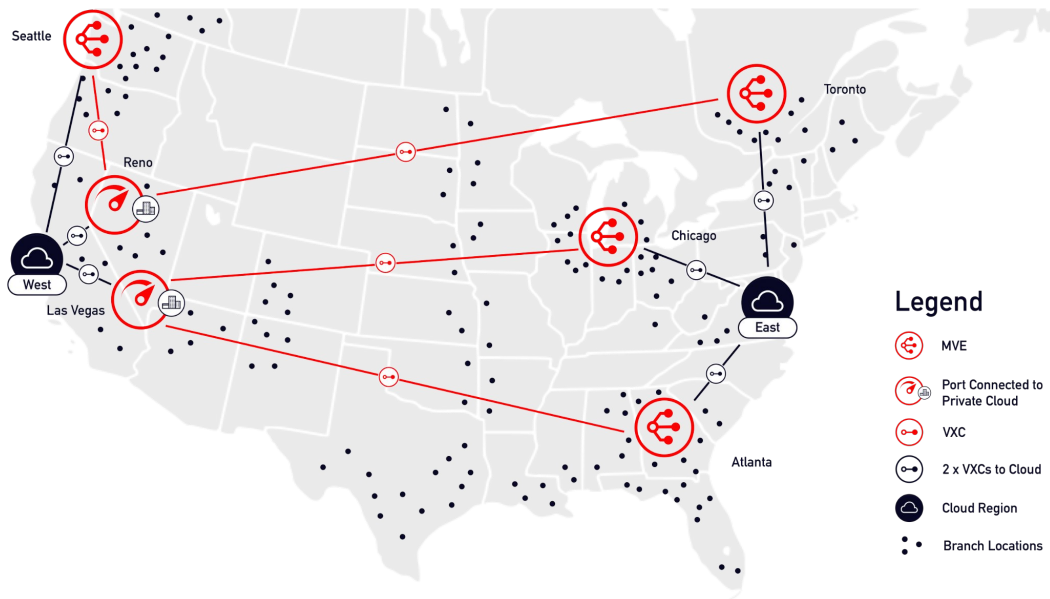 Seattle
Toronto
Reno
Chicago
West
Las Vegas
East
Atlanta
Legend
MVE
Port Connected to
Private Cloud
VXC
2 x VXCs to Cloud
Cloud Region
Branch Locations